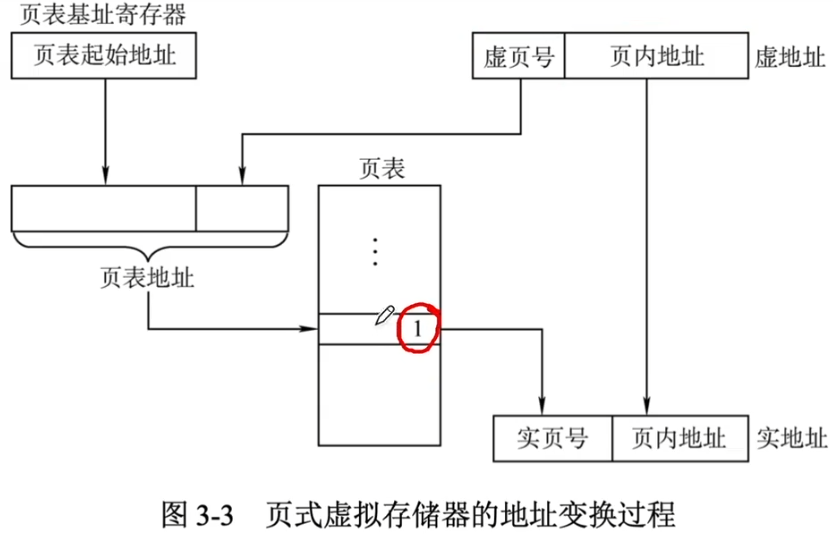 页表基址寄存器
页表起始地址
虚页号 页内地址 虚地址
页表
⋮
页表地址
1
实页号 页内地址 实地址
图 3-3 页式虚拟存储器的地址变换过程